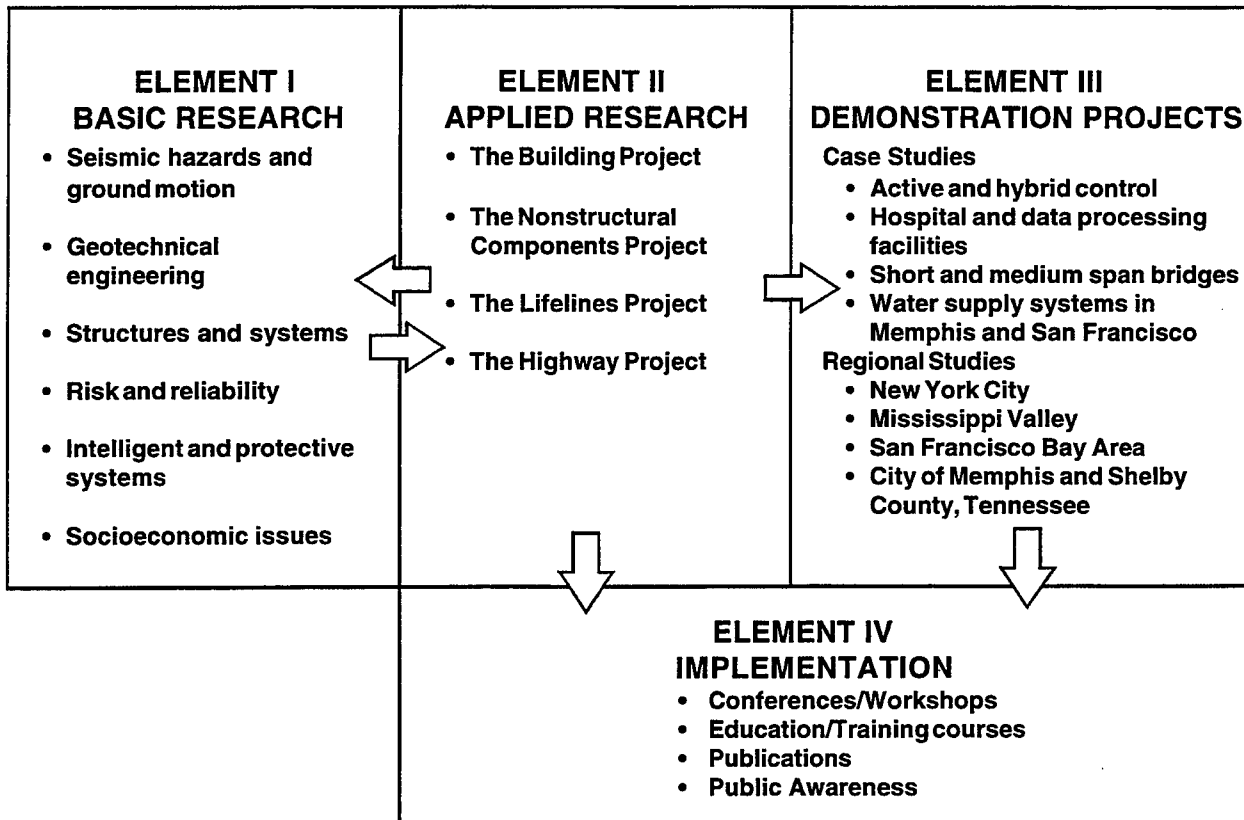 ELEMENT I
BASIC RESEARCH
• Seismic hazards and
ground motion
• Geotechnical
engineering
• Structures and systems
• Risk and reliability
• Intelligent and protective
systems
• Socioeconomic issues
ELEMENT II
APPLIED RESEARCH
• The Building Project
• The Nonstructural
Components Project
• The Lifelines Project
• The Highway Project
ELEMENT III
DEMONSTRATION PROJECTS
Case Studies
• Active and hybrid control
• Hospital and data processing
facilities
• Short and medium span bridges
• Water supply systems in
Memphis and San Francisco
Regional Studies
• New York City
• Mississippi Valley
• San Francisco Bay Area
• City of Memphis and Shelby
County, Tennessee
ELEMENT IV
IMPLEMENTATION
• Conferences/Workshops
• Education/Training courses
• Publications
• Public Awareness